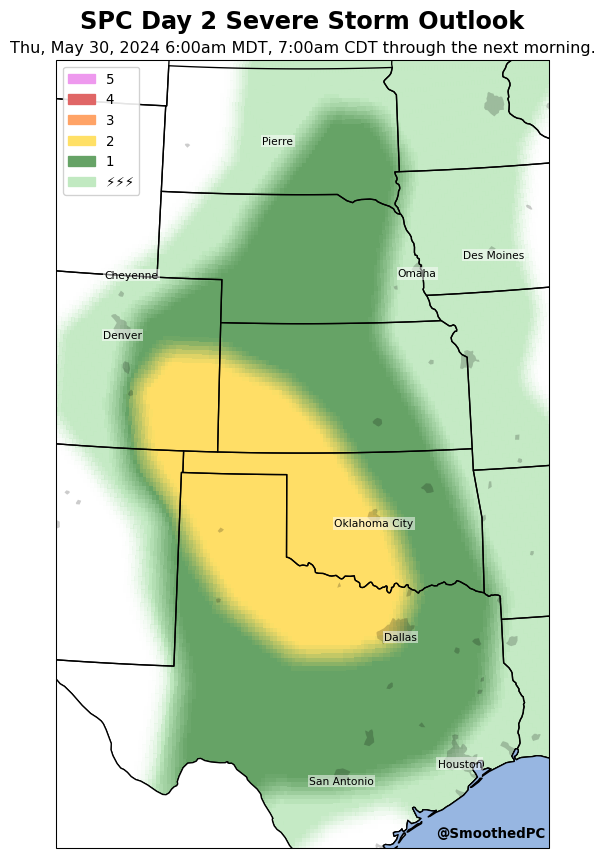 SPC Day 2 Severe Storm Outlook
Thu, May 30, 2024 6:00am MDT, 7:00am CDT through the next morning.
5
4
3
2
1
⚡⚡⚡
Pierre
Des Moines
Omaha
Cheyenne
Denver
Oklahoma City
Dallas
Houston
San Antonio
@SmoothedPC